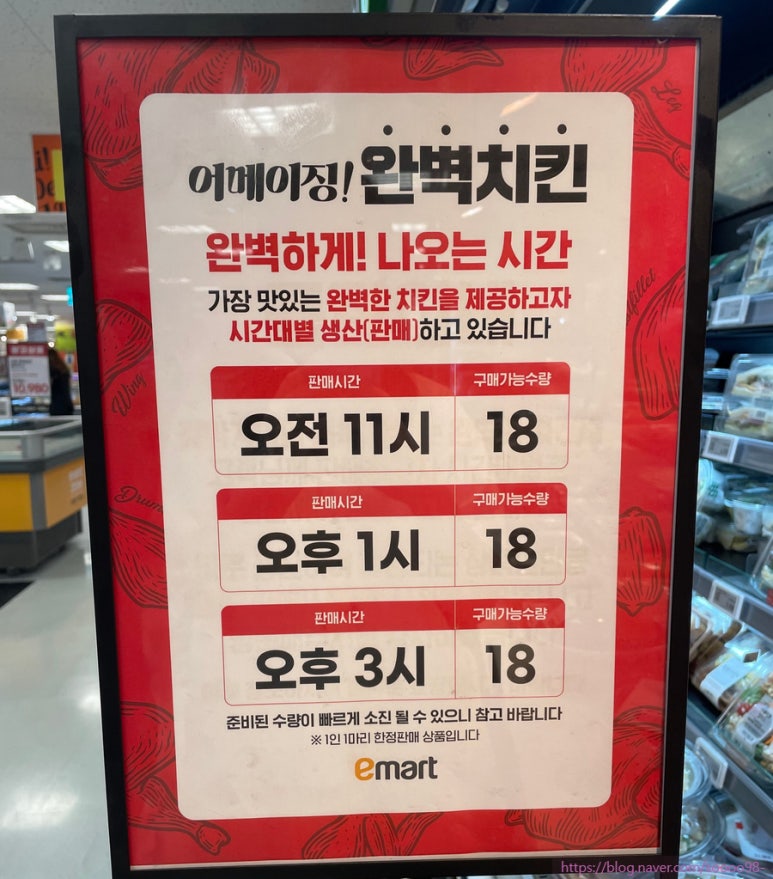 어메이징! 완벽치킨
완벽하게! 나오는 시간
가장 맛있는 완벽한 치킨을 제공하고자
시간대별 생산(판매)하고 있습니다
판매시간 구매가능수량
오전 11시 18
판매시간 구매가능수량
오후 1시 18
판매시간 구매가능수량
오후 3시 18
준비된 수량이 빠르게 소진 될 수 있으니 참고 바랍니다
※ 1인 1마리 한정판매 상품입니다
emart
Leg
Wing
10,980